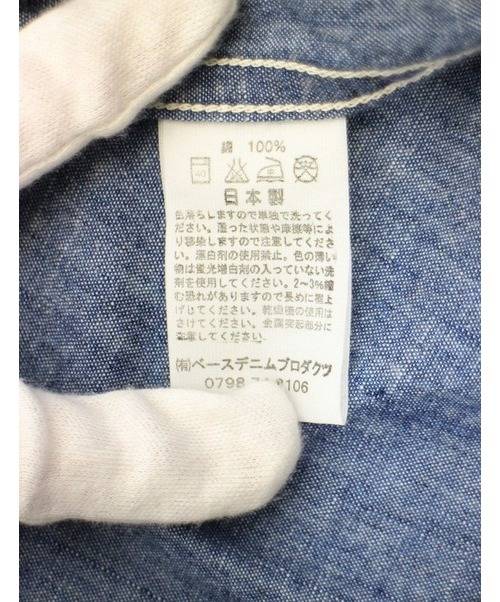 綿 100%
40
日本製
色落ちしますので単独で洗ってく
ださい。湿った状態や摩擦等によ
り移染しますので注意してくださ
い。漂白剤の使用禁止。色の薄い
物は蛍光増白剤の入っていない洗
剤を使用してください。2～3%縮
む恐れがありますので長めに裾上
げしてください。乾燥機の使用は
さけてください。金属突起部分に
してください。
(有)ベースデニムプロダクツ
0798 106